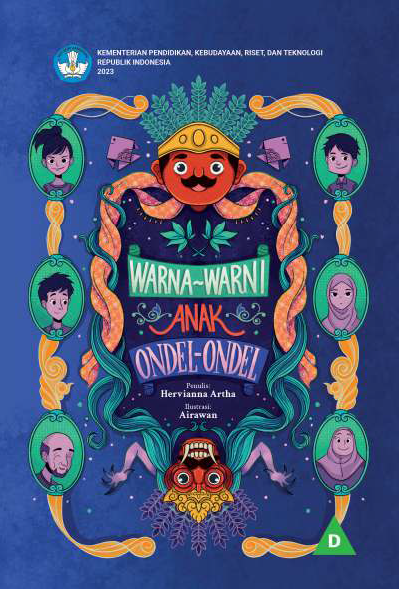 KEMENTERIAN PENDIDIKAN, KEBUDAYAAN, RISET, DAN TEKNOLOGI
REPUBLIK INDONESIA
2023
WARNA~WARNI
ANAK
ONDEL-ONDEL
Penulis:
Hervianna Artha
Ilustrasi:
Airawan
D